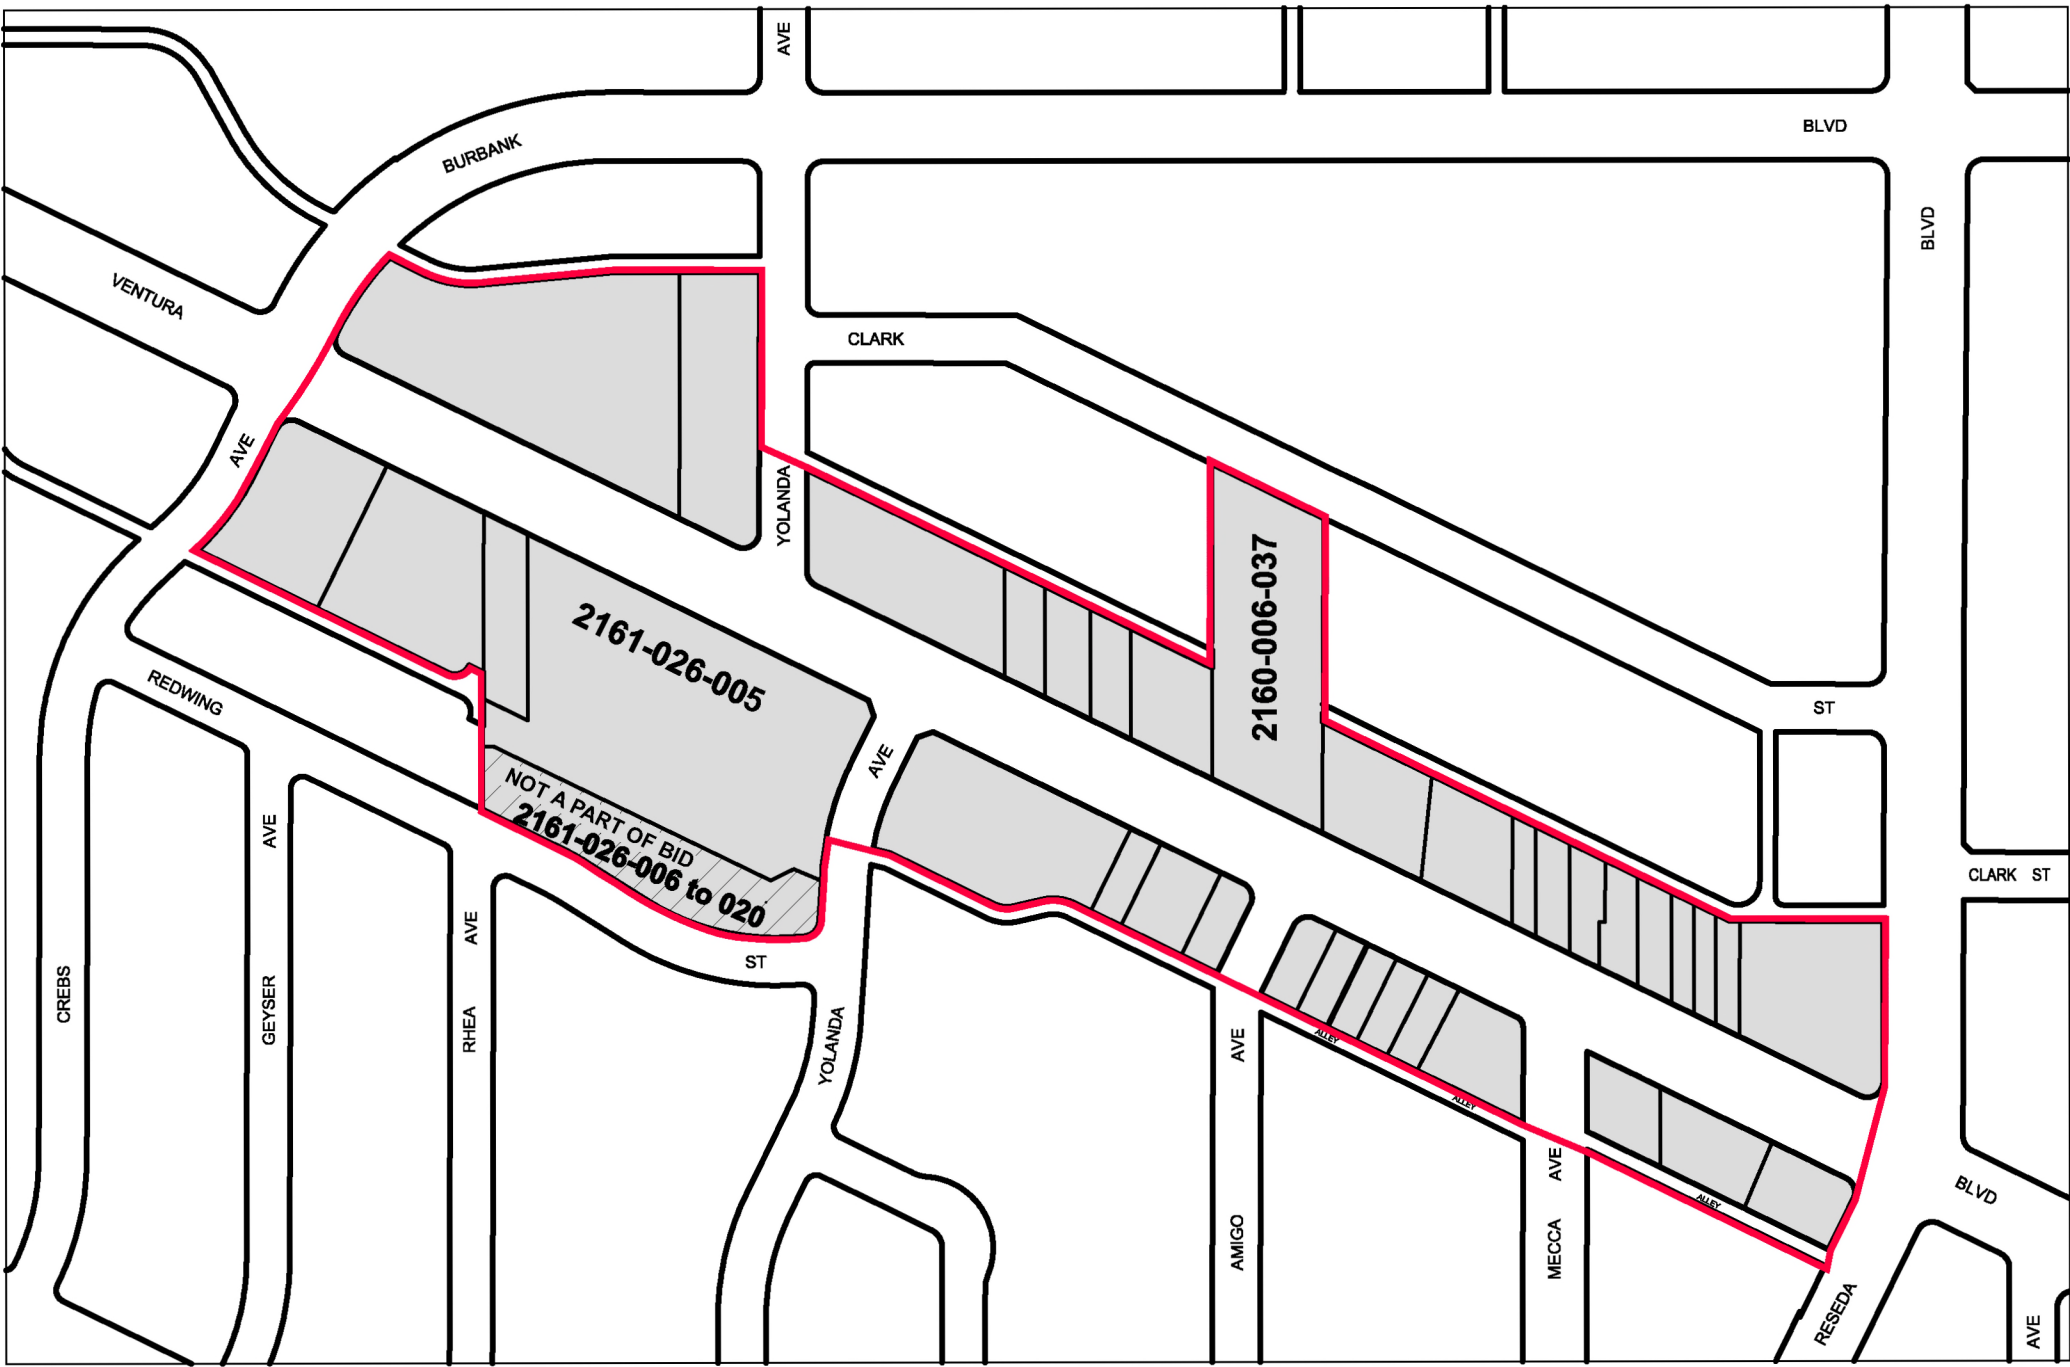 AVE
BLVD
BURBANK
BLVD
VENTURA
CLARK
AVE
YOLANDA
2161-026-005
2160-006-037
REDWING
ST
AVE
NOT A PART OF BID
2161-026-006 to 020
AVE
CLARK ST
AVE
ST
CREBS
GEYSER
RHEA
YOLANDA
AVE
ALLEY
ALLEY
AVE
ALLEY
BLVD
AMIGO
MECCA
RESEDA
AVE